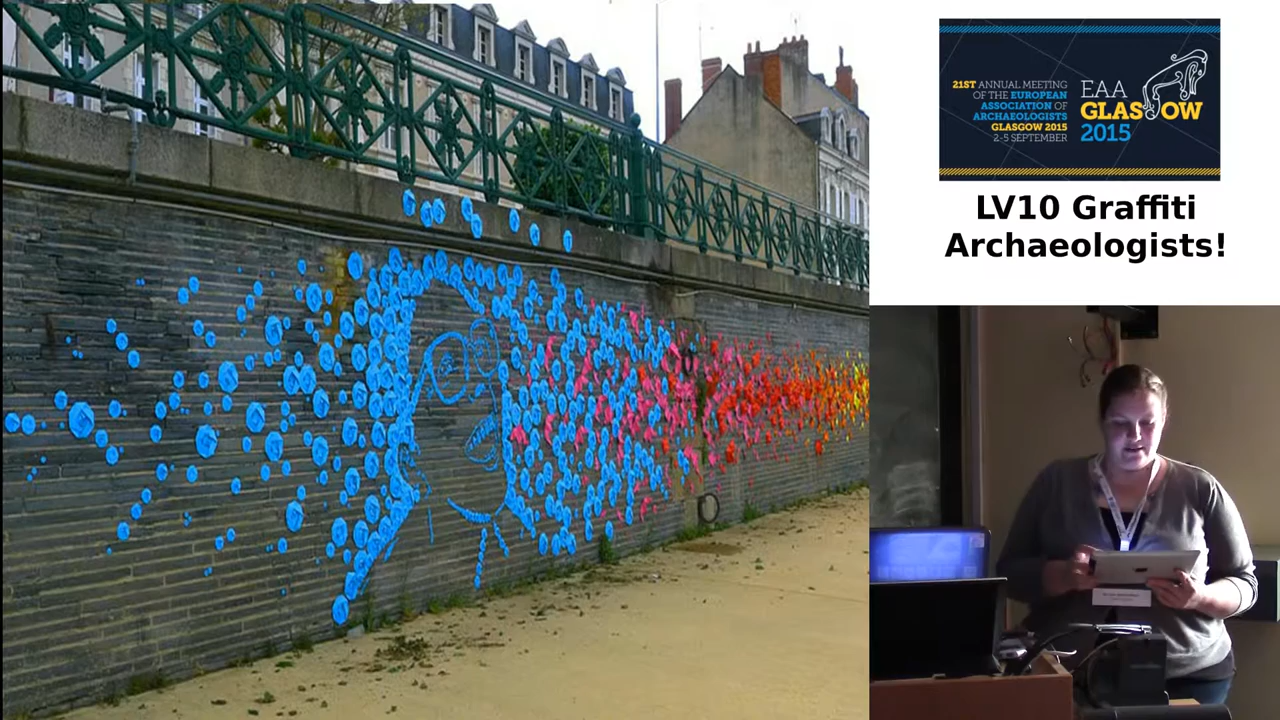 21ST ANNUAL MEETING
OF THE EUROPEAN
ASSOCIATION OF
ARCHAEOLOGISTS
GLASGOW 2015
2-5 SEPTEMBER
EAA
GLASGOW
2015
LV10 Graffiti
Archaeologists!